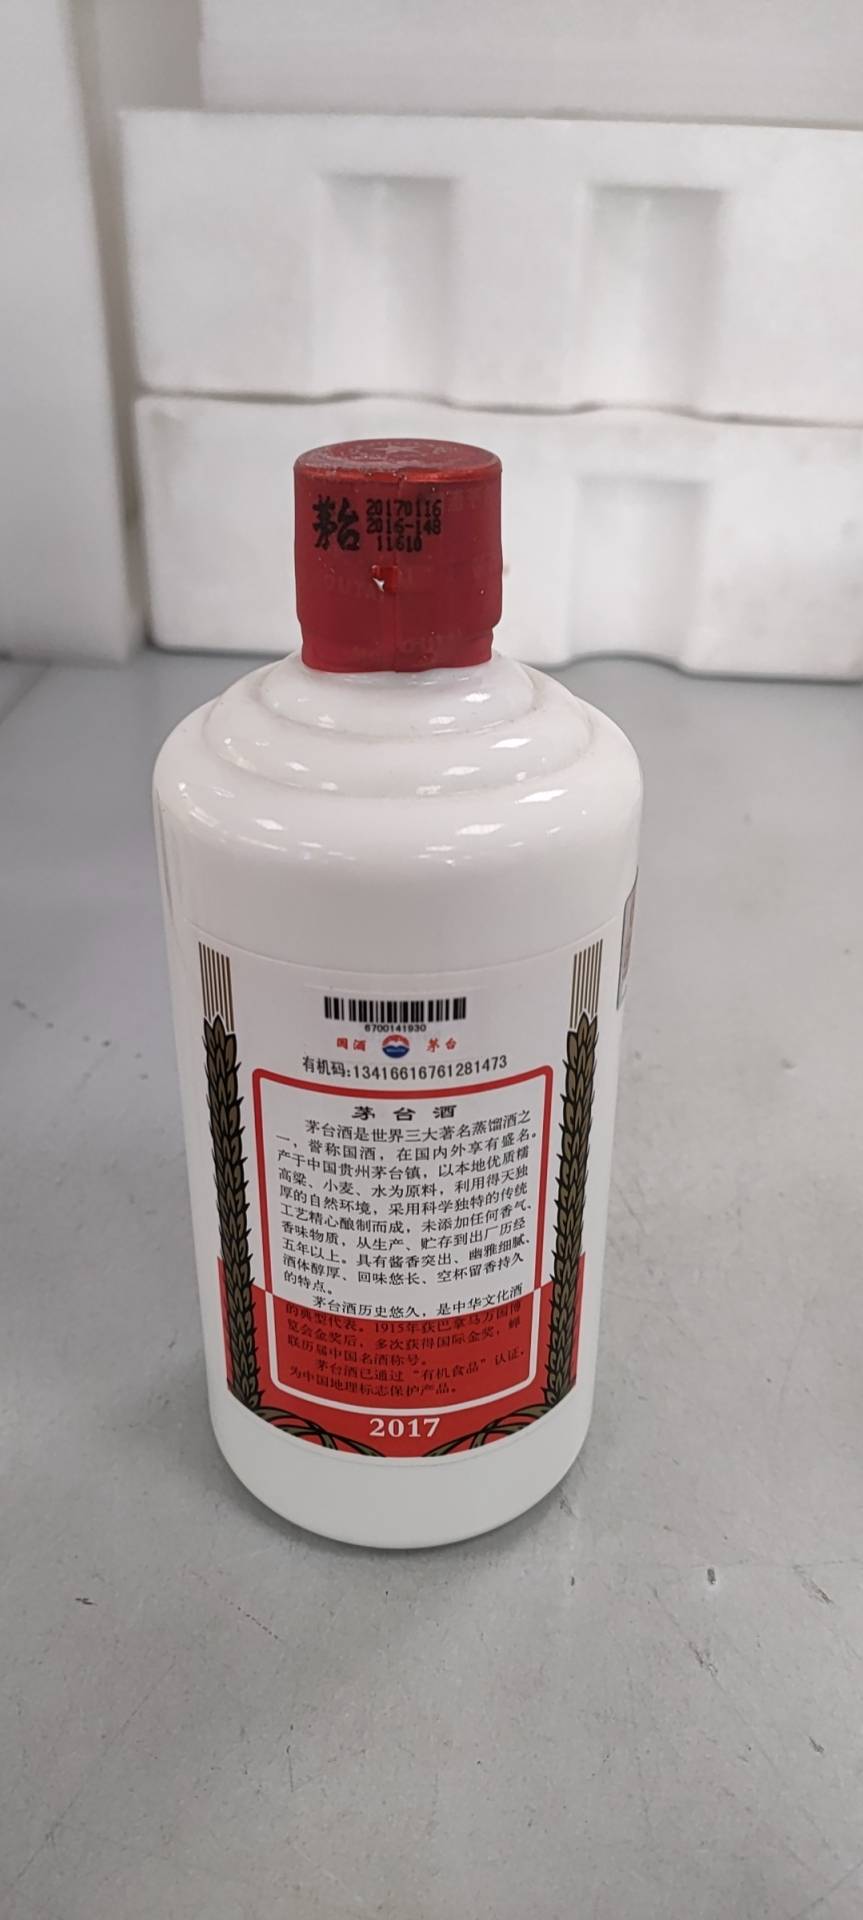 茅台
20170116
2016-148
11610
6700141930
国酒 茅台
有机码:13416616761281473
茅台酒
茅台酒是世界三大著名蒸馏酒之
一，誉称国酒，在国内外享有盛名。
产于中国贵州茅台镇，以本地优质糯
高粱、小麦、水为原料，利用得天独
厚的自然环境，采用科学独特的传统
工艺精心酿制而成，未添加任何香气、
香味物质，从生产、贮存到出厂历经
五年以上。具有酱香突出、幽雅细腻、
酒体醇厚、回味悠长、空杯留香持久
的特点。
茅台酒历史悠久，是中华文化酒
的典型代表。1915年获巴拿马万国博
览会金奖后，多次获得国际金奖，蝉
联历届中国名酒称号。
茅台酒已通过“有机食品”认证，
为中国地理标志保护产品。
2017